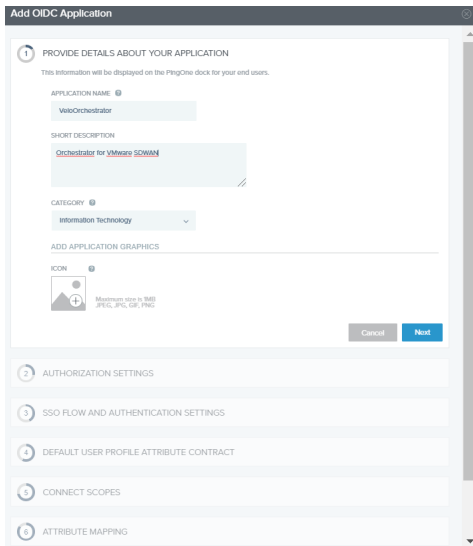 Add OIDC Application
1 PROVIDE DETAILS ABOUT YOUR APPLICATION
This information will be displayed on the PingOne dock for your end users.
APPLICATION NAME ?
VeloOrchestrator
SHORT DESCRIPTION
Orchestrator for VMware SDWAN
CATEGORY ?
Information Technology
ADD APPLICATION GRAPHICS
ICON ?
Maximum size is 1MB
JPEG, JPG, GIF, PNG
Cancel Next
2 AUTHORIZATION SETTINGS
3 SSO FLOW AND AUTHENTICATION SETTINGS
4 DEFAULT USER PROFILE ATTRIBUTE CONTRACT
5 CONNECT SCOPES
6 ATTRIBUTE MAPPING